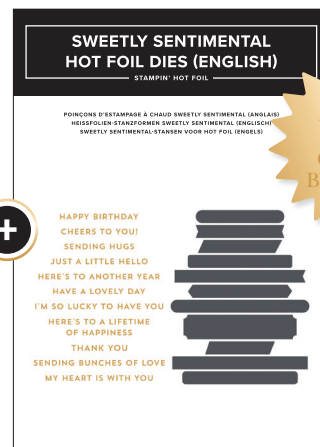 SWEETLY SENTIMENTAL
HOT FOIL DIES (ENGLISH)
STAMPIN' HOT FOIL
POINÇONS D'ESTAMPAGE À CHAUD SWEETLY SENTIMENTAL (ANGLAIS)
HEISSFOLIEN-STANZFORMEN SWEETLY SENTIMENTAL (ENGLISCH)
SWEETLY SENTIMENTAL-STANSEN VOOR HOT FOIL (ENGELS)
+
HAPPY BIRTHDAY
CHEERS TO YOU!
SENDING HUGS
JUST A LITTLE HELLO
HERE'S TO ANOTHER YEAR
HAVE A LOVELY DAY
I'M SO LUCKY TO HAVE YOU
HERE'S TO A LIFETIME
OF HAPPINESS
THANK YOU
SENDING BUNCHES OF LOVE
MY HEART IS WITH YOU